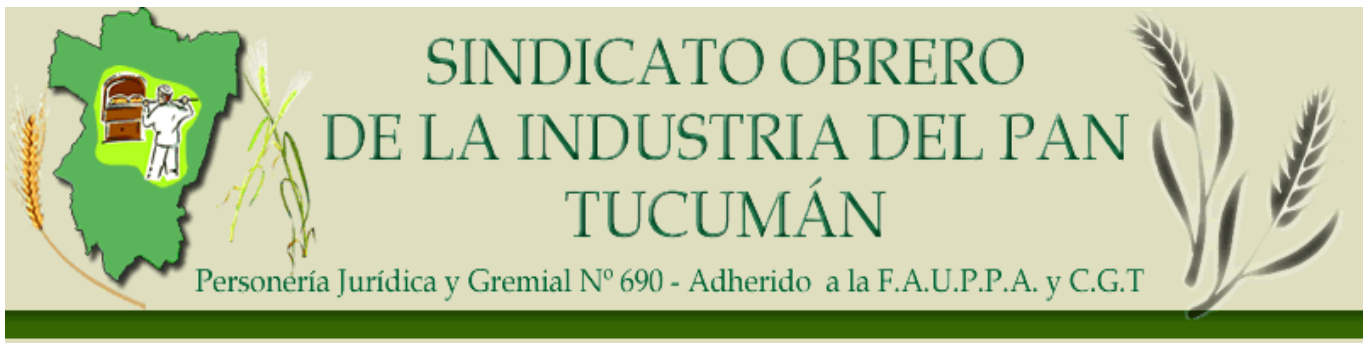 SINDICATO OBRERO
DE LA INDUSTRIA DEL PAN
TUCUMÁN
Personería Jurídica y Gremial Nº 690 - Adherido a la F.A.U.P.P.A. y C.G.T